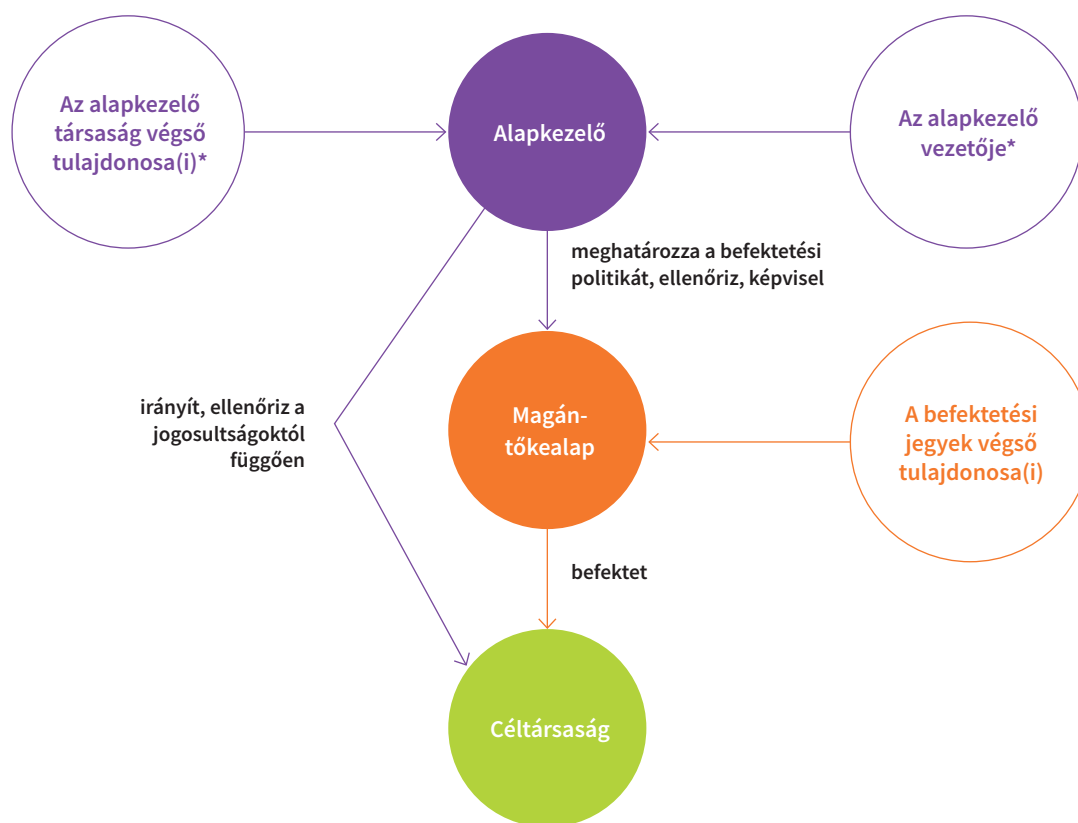 Az alapkezelő
társaság végső
tulajdonosa(i)*
Alapkezelő
Az alapkezelő
vezetője*
meghatározza a befektetési
politikát, ellenőriz, képvisel
irányít, ellenőriz a
jogosultságoktól
függően
Magán-
tőkealap
A befektetési
jegyek végső
tulajdonosa(i)
befektet
Céltársaság